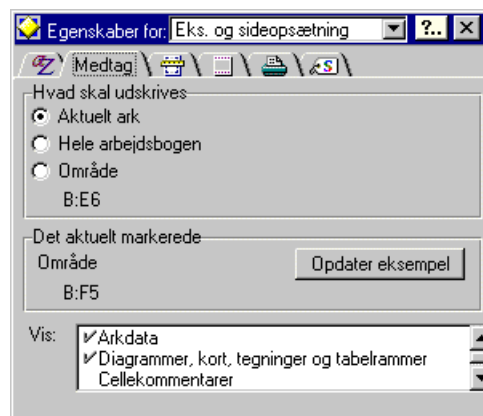 Egenskaber for: Eks. og sideopsætning ?..
Medtag
Hvad skal udskrives
Aktuelt ark
Hele arbejdsbogen
Område
B:E6
Det aktuelt markerede
Område Opdater eksempel
B:F5
Vis: Arkdata
Diagrammer, kort, tegninger og tabelrammer
Cellekommentarer